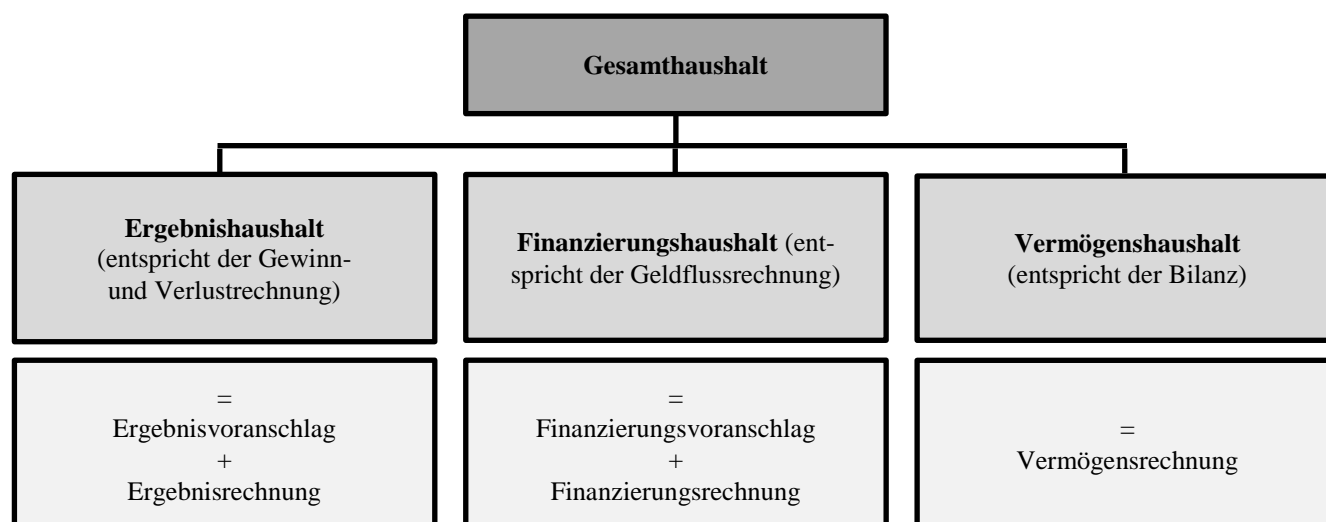 Gesamthaushalt
Ergebnishaushalt
(entspricht der Gewinn-
und Verlustrechnung)
Finanzierungshaushalt (ent-
spricht der Geldflussrechnung)
Vermögenshaushalt
(entspricht der Bilanz)
=
Ergebnisvoranschlag
+
Ergebnisrechnung
=
Finanzierungsvoranschlag
+
Finanzierungsrechnung
=
Vermögensrechnung